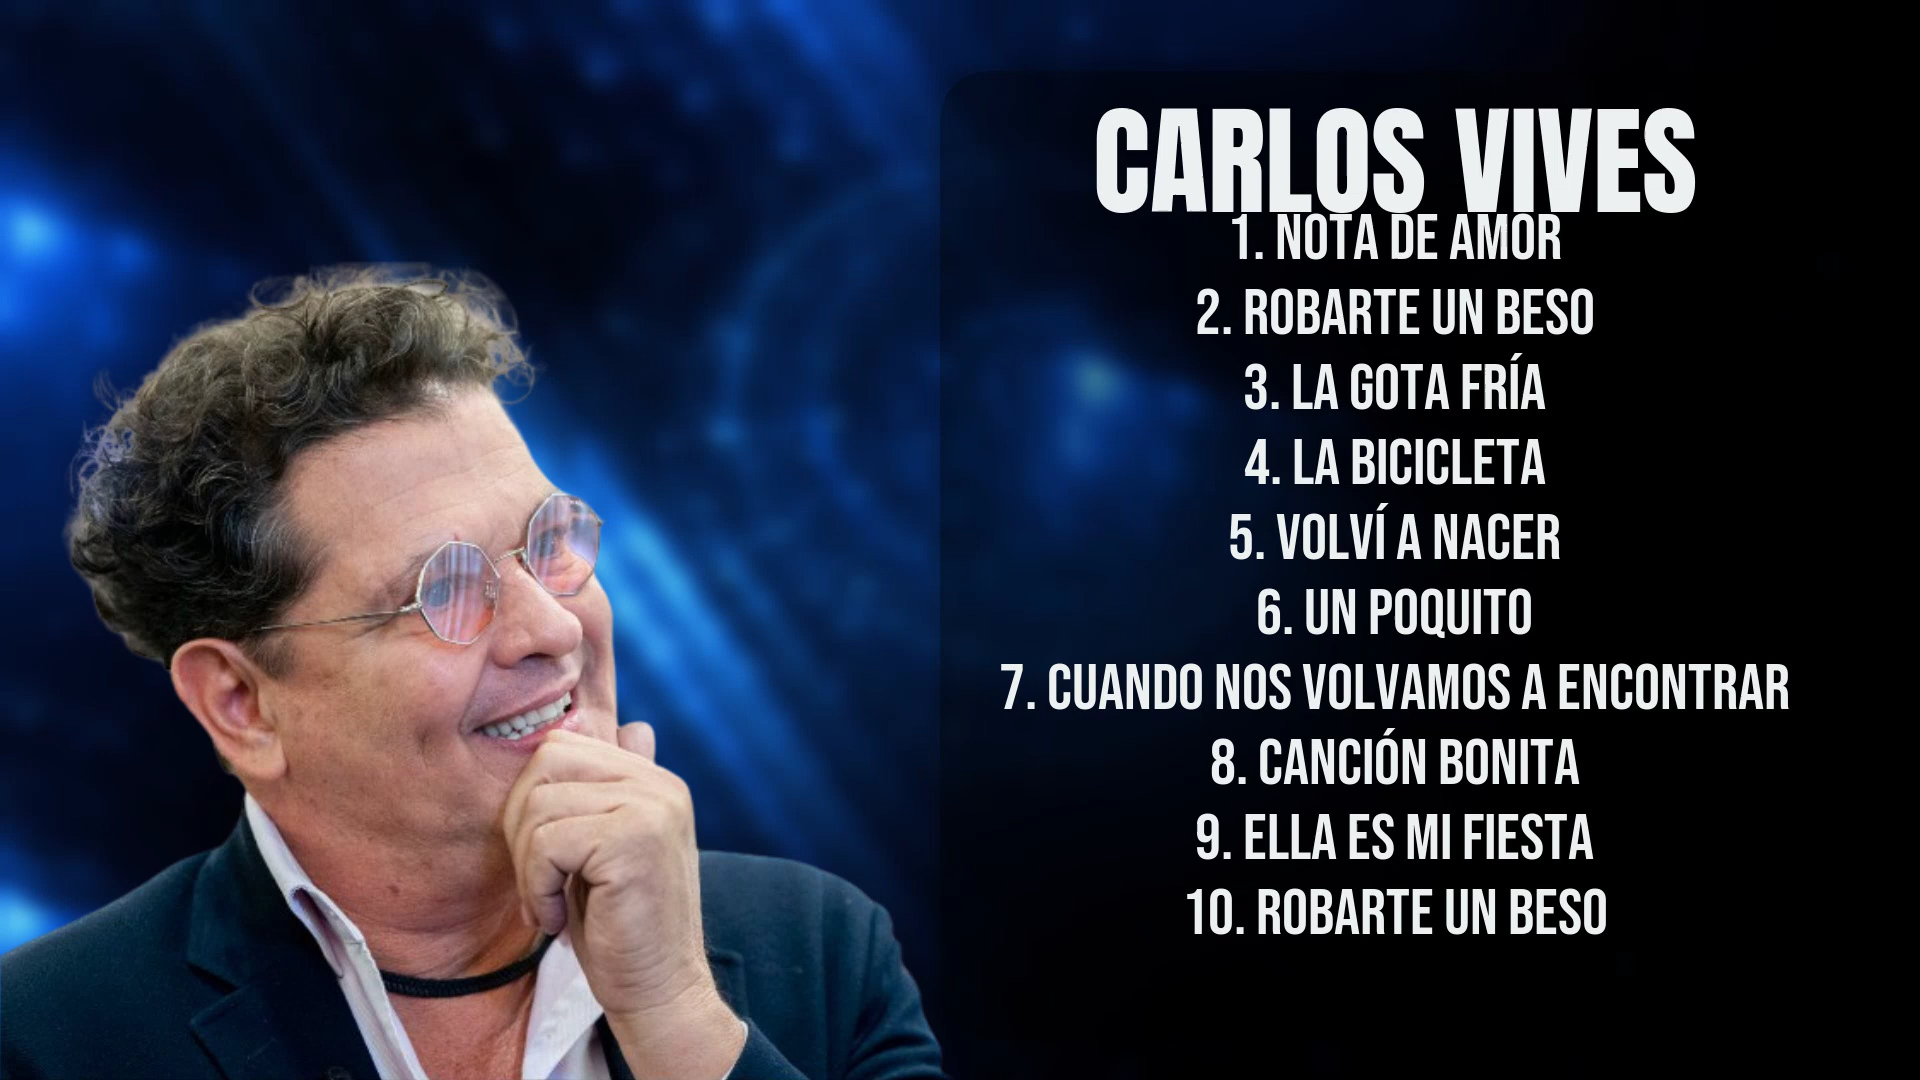 CARLOS VIVES
1. NOTA DE AMOR
2. ROBARTE UN BESO
3. LA GOTA FRÍA
4. LA BICICLETA
5. VOLVÍ A NACER
6. UN POQUITO
7. CUANDO NOS VOLVAMOS A ENCONTRAR
8. CANCIÓN BONITA
9. ELLA ES MI FIESTA
10. ROBARTE UN BESO